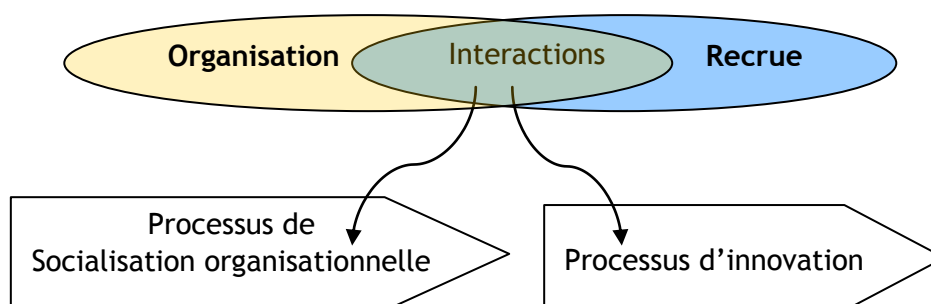 Organisation
Interactions
Recrue
Processus de
Socialisation organisationnelle
Processus d’innovation